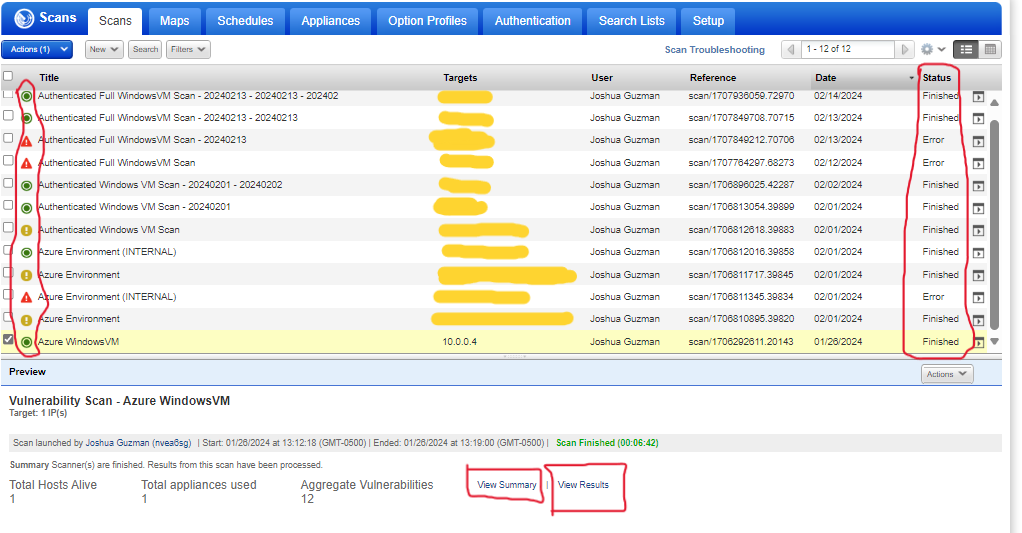 Scans Scans Maps Schedules Appliances Option Profiles Authentication Search Lists Setup
Actions (1) New Search Filters Scan Troubleshooting 1 - 12 of 12
Title Targets User Reference Date Status
Authenticated Full WindowsVM Scan - 20240213 - 20240213 - 202402 Joshua Guzman scan/1707936059.72970 02/14/2024 Finished
Authenticated Full WindowsVM Scan - 20240213 - 20240213 Joshua Guzman scan/1707849708.70715 02/13/2024 Finished
Authenticated Full WindowsVM Scan - 20240213 Joshua Guzman scan/1707849212.70706 02/13/2024 Error
Authenticated Full WindowsVM Scan Joshua Guzman scan/1707764297.68273 02/12/2024 Error
Authenticated Windows VM Scan - 20240201 - 20240202 Joshua Guzman scan/1706896025.42287 02/02/2024 Finished
Authenticated Windows VM Scan - 20240201 Joshua Guzman scan/1706813054.39899 02/01/2024 Finished
Authenticated Windows VM Scan Joshua Guzman scan/1706812618.39883 02/01/2024 Finished
Azure Environment (INTERNAL) Joshua Guzman scan/1706812016.39858 02/01/2024 Finished
Azure Environment Joshua Guzman scan/1706811717.39845 02/01/2024 Finished
Azure Environment (INTERNAL) Joshua Guzman scan/1706811345.39834 02/01/2024 Error
Azure Environment Joshua Guzman scan/1706810895.39820 02/01/2024 Finished
Azure WindowsVM 10.0.0.4 Joshua Guzman scan/1706292611.20143 01/26/2024 Finished
Preview Actions
Vulnerability Scan - Azure WindowsVM
Target: 1 IP(s)
Scan launched by Joshua Guzman (nvea6sg) | Start: 01/26/2024 at 13:12:18 (GMT-0500) | Ended: 01/26/2024 at 13:19:00 (GMT-0500) | Scan Finished (00:06:42)
Summary Scanner(s) are finished. Results from this scan have been processed.
Total Hosts Alive Total appliances used Aggregate Vulnerabilities View Summary | View Results
1 1 12